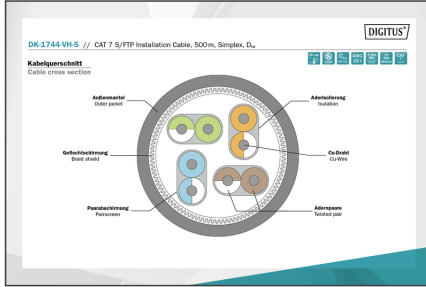 DIGITUS®
DK-1744-VH-5 // CAT 7 S/FTP Installation Cable, 500m, Simplex, Dca
Kabelquerschnitt
Cable cross section
Außenmantel
Outer jacket
Aderisolierung
Isulation
Geflechtschirmung
Braid shield
Cu-Draht
Cu-Wire
Paarabschirmung
Pairscreen
Adernpaare
Twisted pair